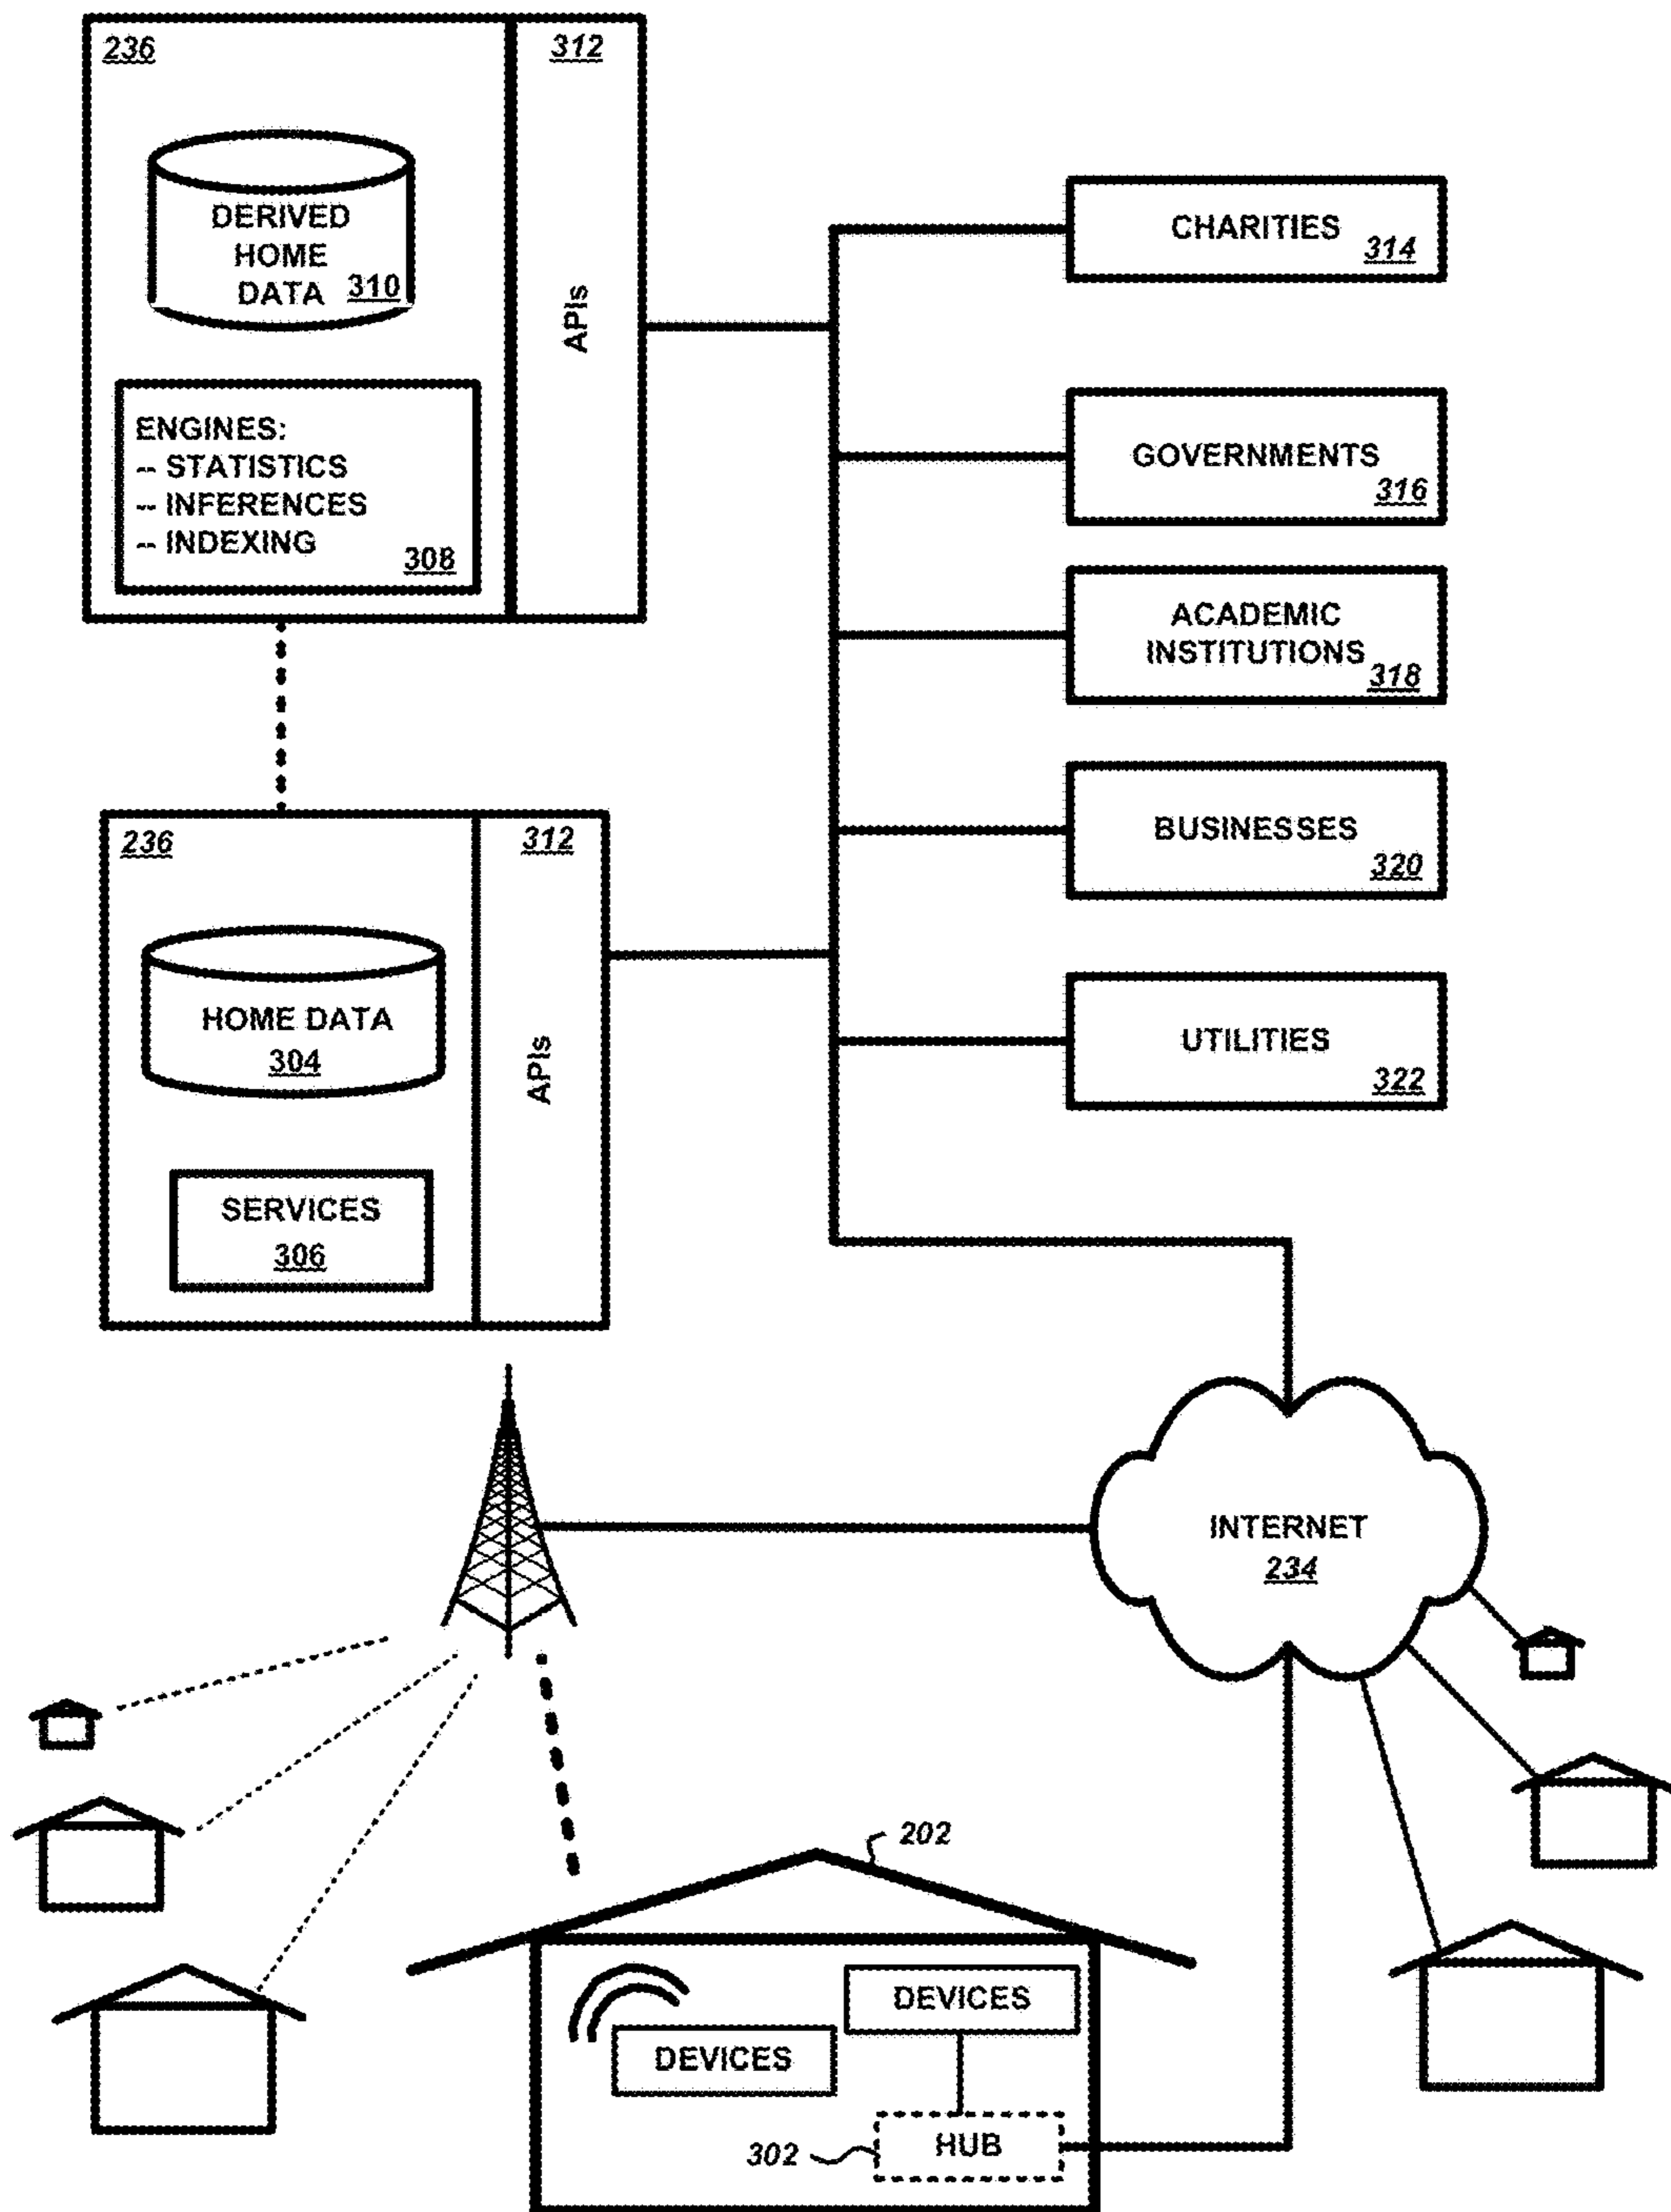 236
312
DERIVED
HOME
DATA 310
APIs
ENGINES:
-- STATISTICS
-- INFERENCES
-- INDEXING
308
CHARITIES
314
GOVERNMENTS
316
ACADEMIC
INSTITUTIONS
318
BUSINESSES
320
UTILITIES
322
236
312
HOME DATA
304
APIs
SERVICES
306
INTERNET
234
202
DEVICES
DEVICES
302
HUB